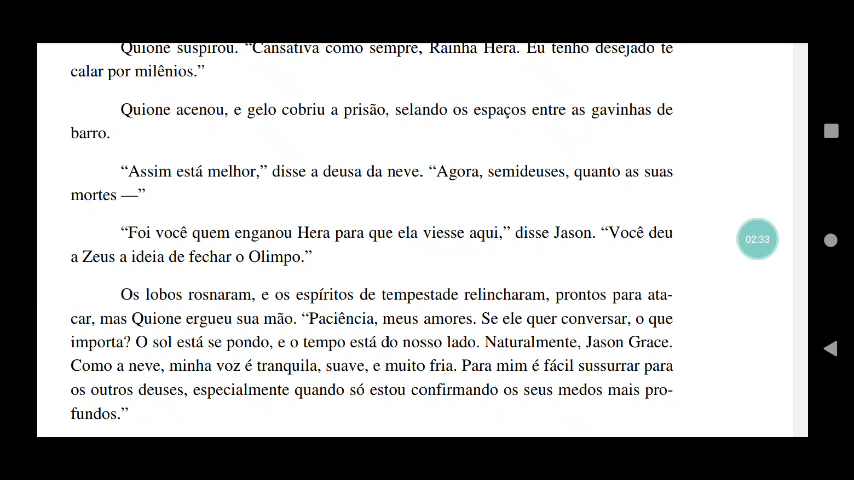 Quione suspirou. “Cansativa como sempre, Rainha Hera. Eu tenho desejado te
calar por milênios.”
Quione acenou, e gelo cobriu a prisão, selando os espaços entre as gavinhas de
barro.
“Assim está melhor,” disse a deusa da neve. “Agora, semideuses, quanto as suas
mortes —”
“Foi você quem enganou Hera para que ela viesse aqui,” disse Jason. “Você deu
a Zeus a ideia de fechar o Olimpo.”
Os lobos rosnaram, e os espíritos de tempestade relincharam, prontos para ata-
car, mas Quione ergueu sua mão. “Paciência, meus amores. Se ele quer conversar, o que
importa? O sol está se pondo, e o tempo está do nosso lado. Naturalmente, Jason Grace.
Como a neve, minha voz é tranquila, suave, e muito fria. Para mim é fácil sussurrar para
os outros deuses, especialmente quando só estou confirmando os seus medos mais pro-
fundos.”
02:33